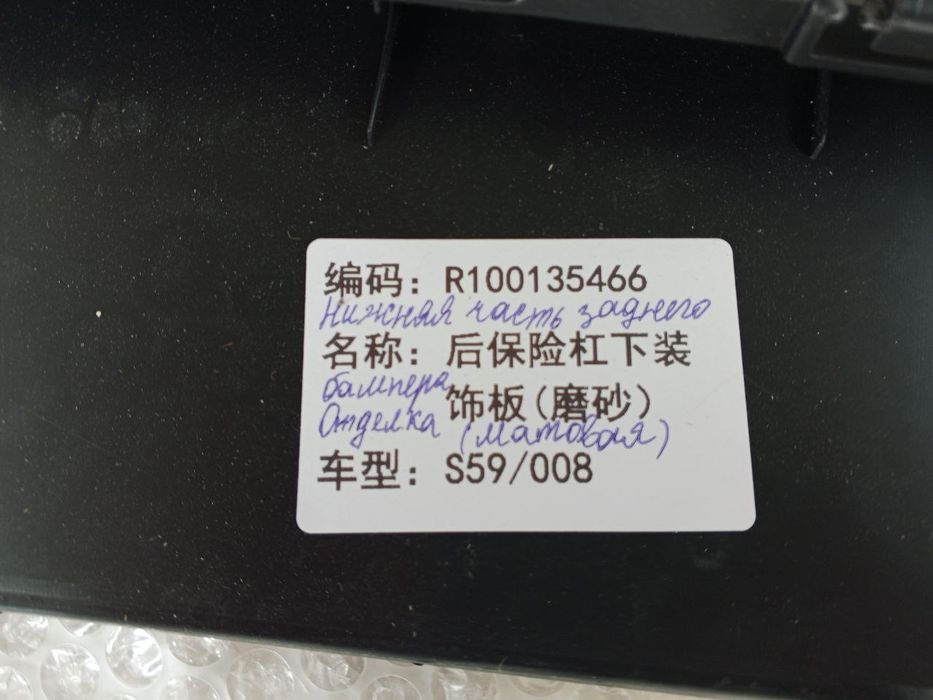 编码：R100135466
Нижняя часть заднего
名称：后保险杠下装
бампера
饰板(磨砂)
Отделка (матовая)
车型：S59/008